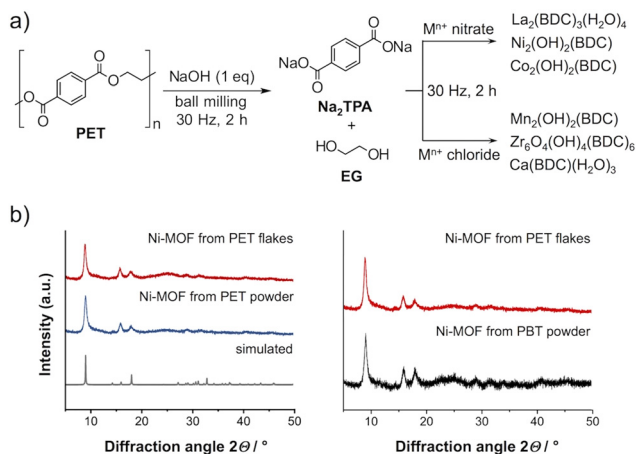 a)
O
O
O
O
n
PET
NaOH (1 eq)
ball milling
30 Hz, 2 h
O
ONa
NaO
O
Na₂TPA
+
HO
OH
EG
Mⁿ⁺ nitrate
30 Hz, 2 h
Mⁿ⁺ chloride
La₂(BDC)₃(H₂O)₄
Ni₂(OH)₂(BDC)
Co₂(OH)₂(BDC)
Mn₂(OH)₂(BDC)
Zr₆O₄(OH)₄(BDC)₆
Ca(BDC)(H₂O)₃
b)
Intensity (a.u.)
Ni-MOF from PET flakes
Ni-MOF from PET powder
simulated
10 20 30 40 50
Diffraction angle 2Θ / °
Ni-MOF from PET flakes
Ni-MOF from PBT powder
10 20 30 40 50
Diffraction angle 2Θ / °